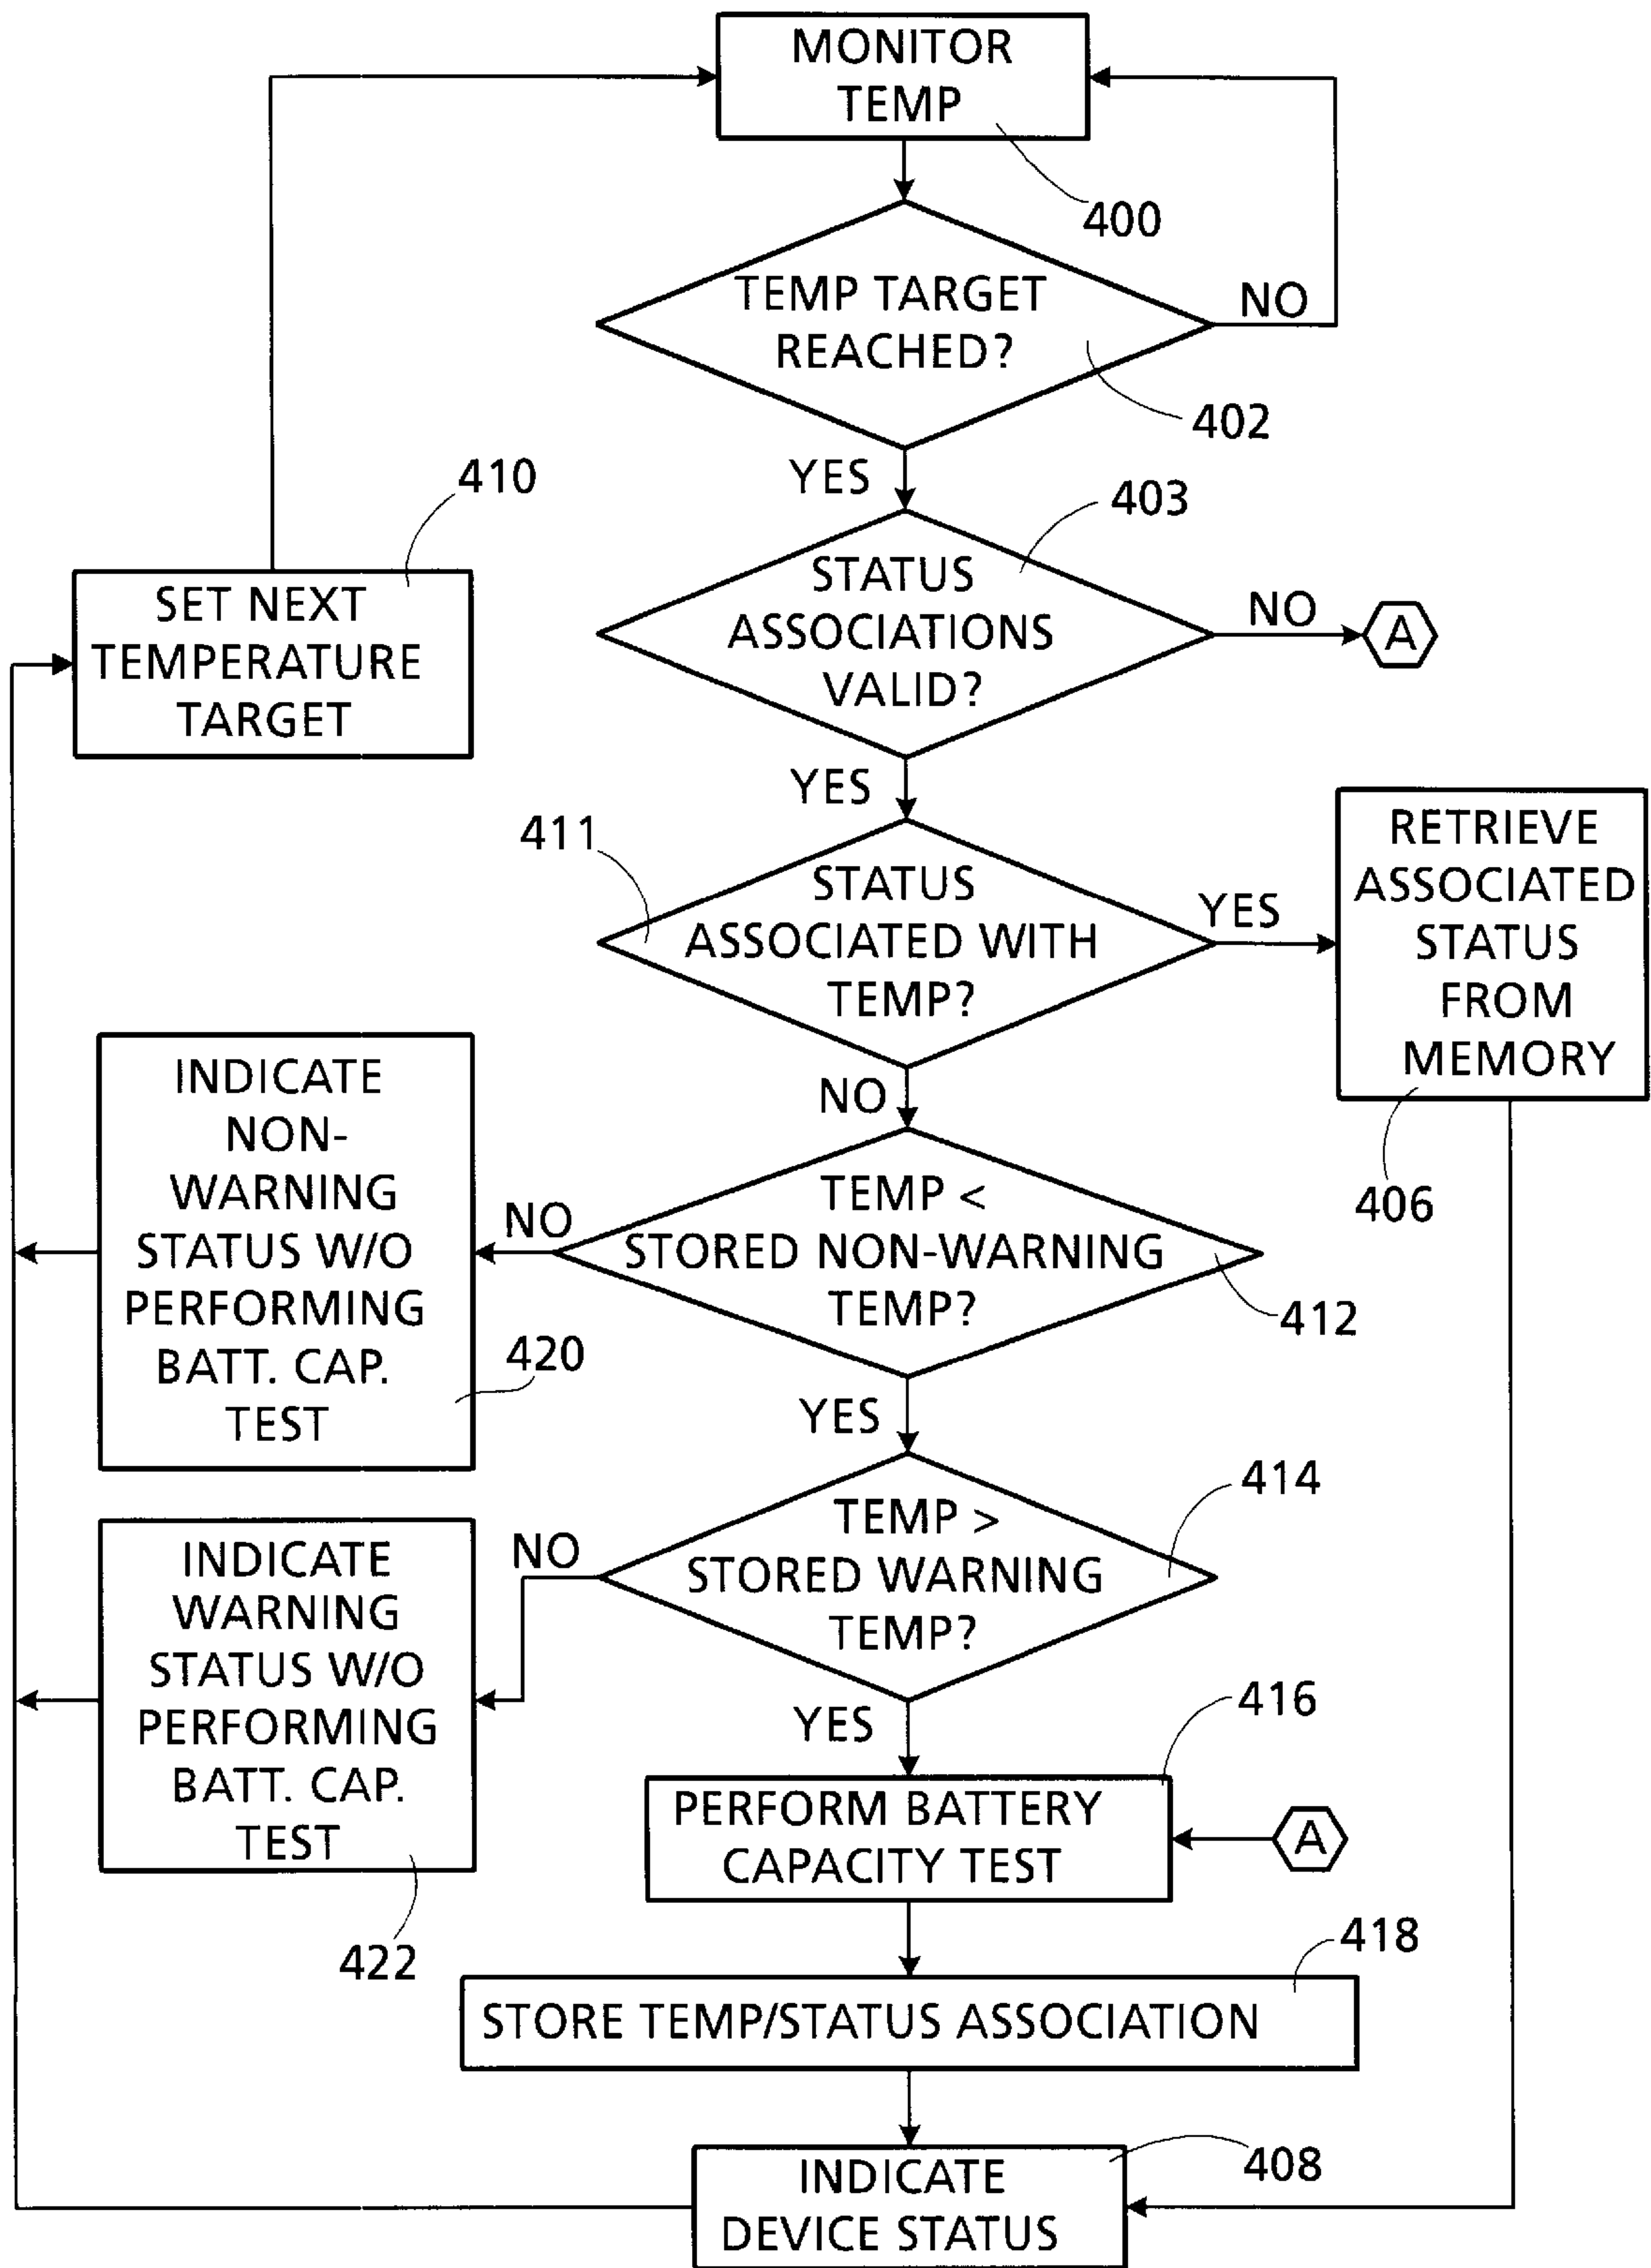 MONITOR
TEMP
400
TEMP TARGET
REACHED?
NO
402
YES
410
403
SET NEXT
TEMPERATURE
TARGET
STATUS
ASSOCIATIONS
VALID?
NO
A
YES
411
STATUS
ASSOCIATED WITH
TEMP?
YES
RETRIEVE
ASSOCIATED
STATUS
FROM
MEMORY
406
NO
INDICATE
NON-
WARNING
STATUS W/O
PERFORMING
BATT. CAP.
TEST
420
NO
TEMP <
STORED NON-WARNING
TEMP?
412
YES
414
TEMP >
STORED WARNING
TEMP?
NO
INDICATE
WARNING
STATUS W/O
PERFORMING
BATT. CAP.
TEST
422
YES
416
PERFORM BATTERY
CAPACITY TEST
A
418
STORE TEMP/STATUS ASSOCIATION
408
INDICATE
DEVICE STATUS